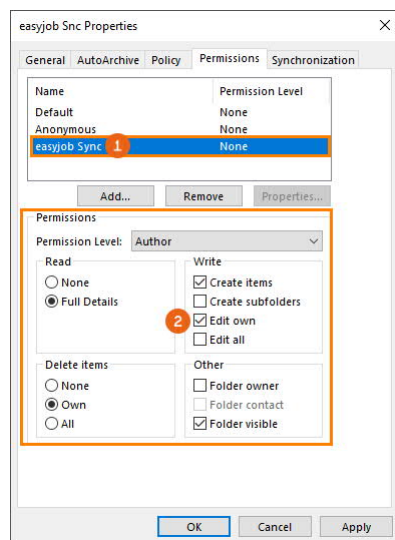 easyjob Snc Properties
General AutoArchive Policy Permissions Synchronization
Name Permission Level
Default None
Anonymous None
easyjob Sync 1 None
Add... Remove Properties...
Permissions
Permission Level: Author
Read Write
None Create items
Full Details Create subfolders
2 Edit own
Edit all
Delete items Other
None Folder owner
Own Folder contact
All Folder visible
OK Cancel Apply